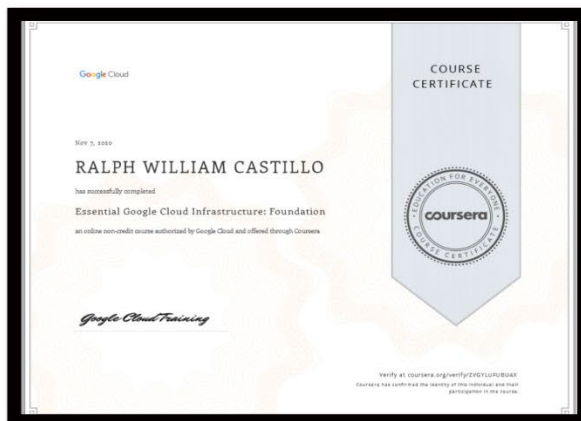 Google Cloud
COURSE
CERTIFICATE
Nov 7, 2020
RALPH WILLIAM CASTILLO
has successfully completed
Essential Google Cloud Infrastructure: Foundation
an online non-credit course authorized by Google Cloud and offered through Coursera
EDUCATION FOR EVERYONE
coursera
COURSE CERTIFICATE
Google Cloud Training
Verify at coursera.org/verify/ZVGYLUFUBU4X
Coursera has confirmed the identity of this individual and their
participation in the course.